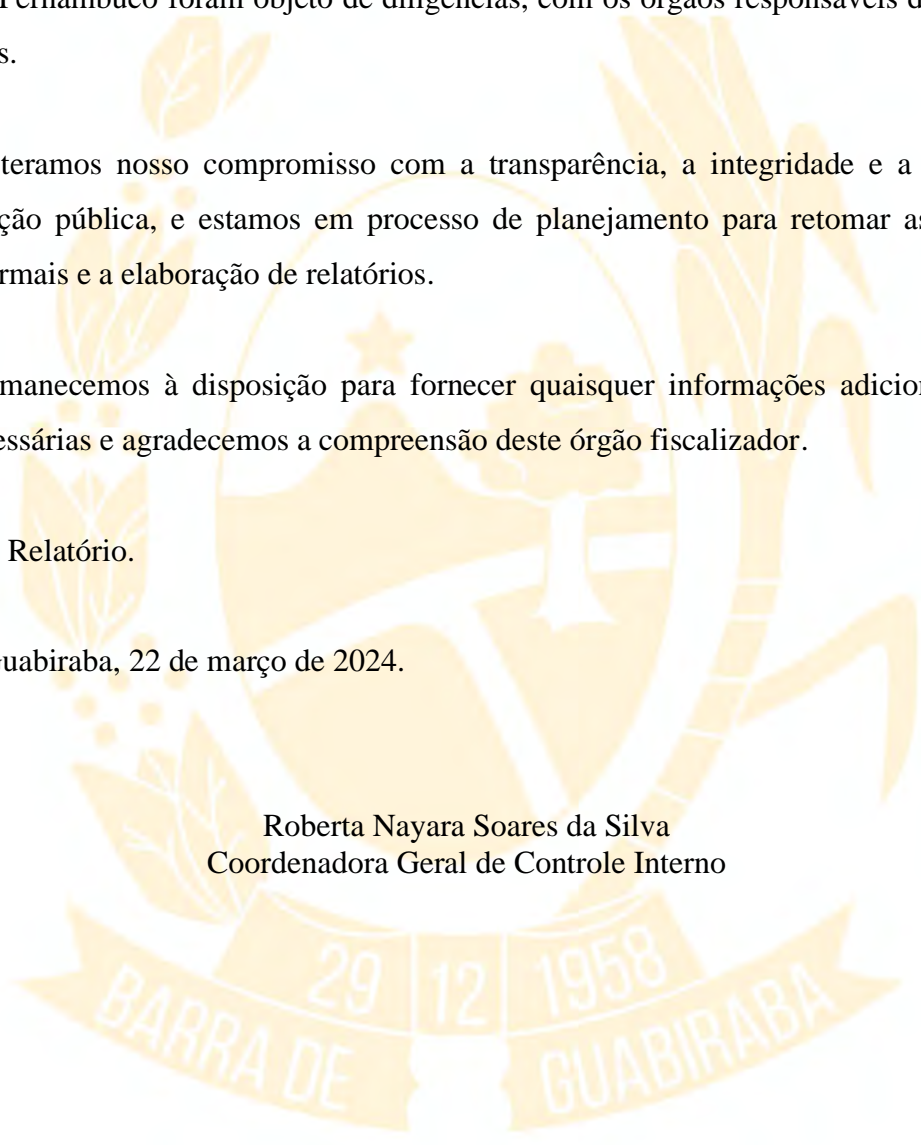 Pernambuco foram objeto de diligências, com os órgãos responsáveis d
s.
teramos nosso compromisso com a transparência, a integridade e a
ção pública, e estamos em processo de planejamento para retomar as
rmais e a elaboração de relatórios.
manecemos à disposição para fornecer quaisquer informações adicion
essárias e agradecemos a compreensão deste órgão fiscalizador.
Relatório.
uabiraba, 22 de março de 2024.
Roberta Nayara Soares da Silva
Coordenadora Geral de Controle Interno
29 12 1958
BARRA DE GUABIRABA